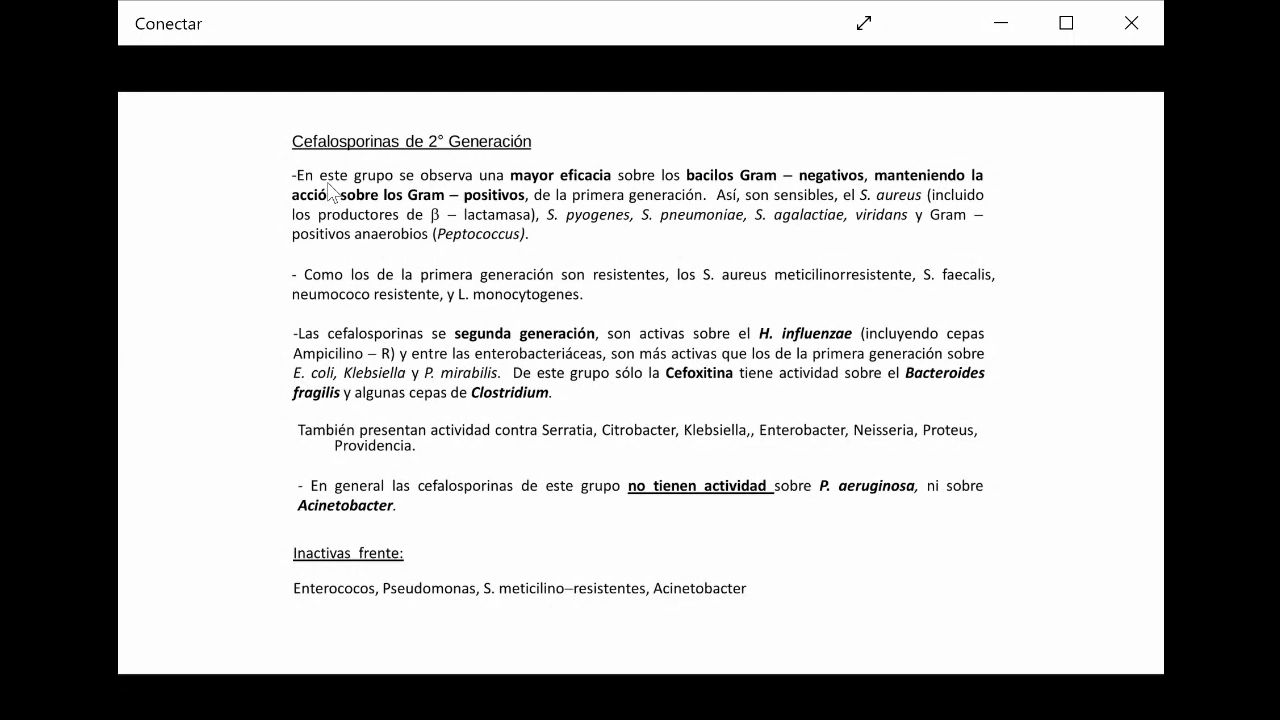 Conectar
Cefalosporinas de 2° Generación
-En este grupo se observa una mayor eficacia sobre los bacilos Gram – negativos, manteniendo la
acción sobre los Gram – positivos, de la primera generación. Así, son sensibles, el S. aureus (incluido
los productores de β – lactamasa), S. pyogenes, S. pneumoniae, S. agalactiae, viridans y Gram –
positivos anaerobios (Peptococcus).
- Como los de la primera generación son resistentes, los S. aureus meticilinorresistente, S. faecalis,
neumococo resistente, y L. monocytogenes.
-Las cefalosporinas se segunda generación, son activas sobre el H. influenzae (incluyendo cepas
Ampicilino – R) y entre las enterobacteriáceas, son más activas que los de la primera generación sobre
E. coli, Klebsiella y P. mirabilis. De este grupo sólo la Cefoxitina tiene actividad sobre el Bacteroides
fragilis y algunas cepas de Clostridium.
También presentan actividad contra Serratia, Citrobacter, Klebsiella,, Enterobacter, Neisseria, Proteus,
Providencia.
- En general las cefalosporinas de este grupo no tienen actividad sobre P. aeruginosa, ni sobre
Acinetobacter.
Inactivas frente:
Enterococos, Pseudomonas, S. meticilino–resistentes, Acinetobacter